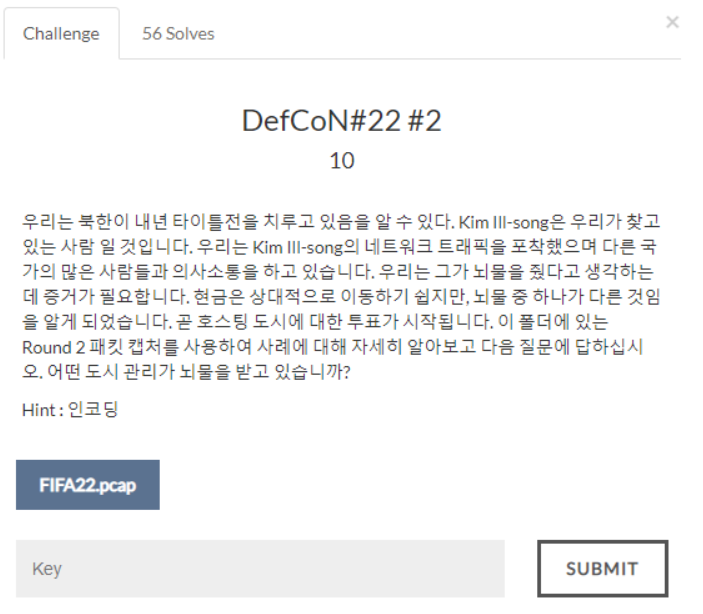 Challenge
56 Solves
×
DefCoN#22 #2
10
우리는 북한이 내년 타이틀전을 치루고 있음을 알 수 있다. Kim Ill-song은 우리가 찾고
있는 사람 일 것입니다. 우리는 Kim Ill-song의 네트워크 트래픽을 포착했으며 다른 국
가의 많은 사람들과 의사소통을 하고 있습니다. 우리는 그가 뇌물을 줬다고 생각하는
데 증거가 필요합니다. 현금은 상대적으로 이동하기 쉽지만, 뇌물 중 하나가 다른 것임
을 알게 되었습니다. 곧 호스팅 도시에 대한 투표가 시작됩니다. 이 폴더에 있는
Round 2 패킷 캡처를 사용하여 사례에 대해 자세히 알아보고 다음 질문에 답하십시
오. 어떤 도시 관리가 뇌물을 받고 있습니까?
Hint : 인코딩
FIFA22.pcap
Key
SUBMIT